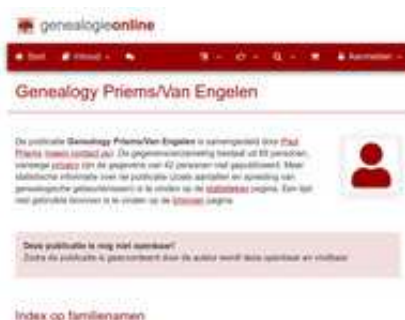 genealogieonline
Start Inhoud Aanmelden
Genealogy Priems/Van Engelen
De publicatie Genealogy Priems/Van Engelen is samengesteld door Paul
Priems (neem contact op). De gegevensverzameling bestaat uit 85 personen,
vanwege privacy zijn de gegevens van 42 personen niet gepubliceerd. Meer
statistische informatie over de publicatie (zoals aantallen en spreiding van
genealogische gebeurtenissen) is te vinden op de statistieken pagina. Een lijst
met gebruikte bronnen is te vinden op de bronnen pagina.
Deze publicatie is nog niet openbaar!
Zodra de publicatie is geaccordeerd door de auteur wordt deze openbaar en vindbaar.
Index op familienamen